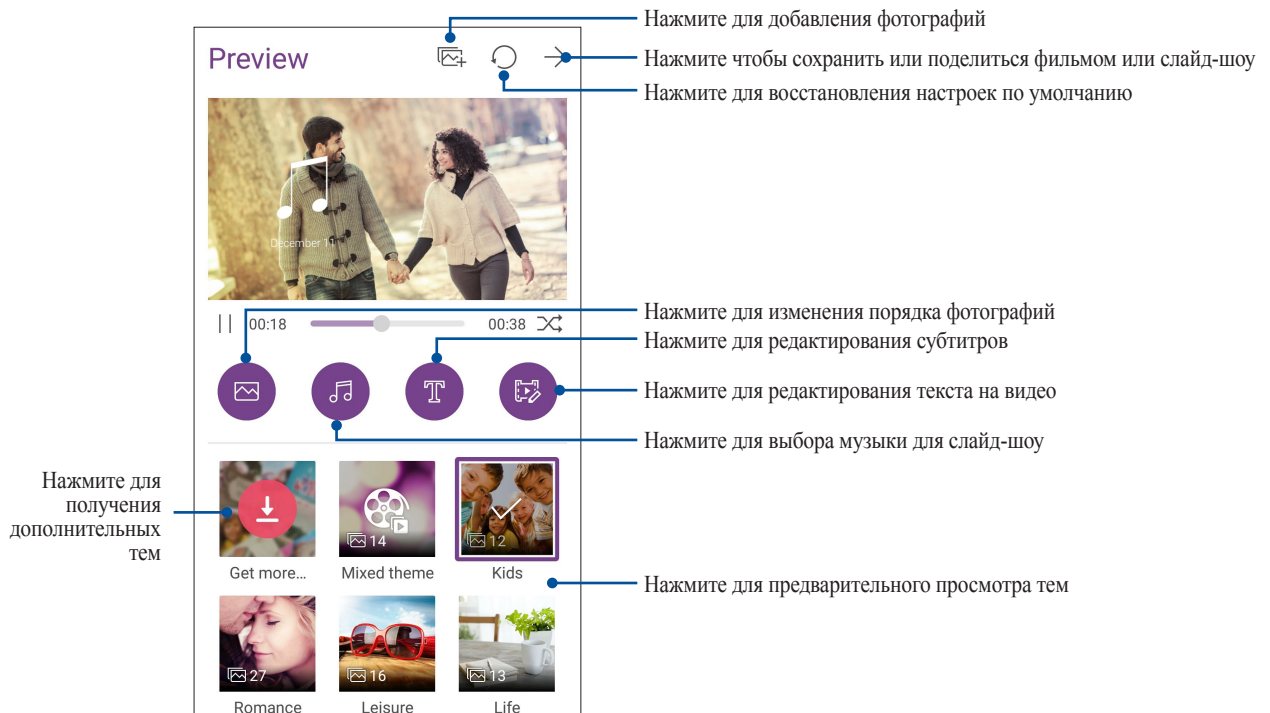 Нажмите для добавления фотографий
Preview
Нажмите чтобы сохранить или поделиться фильмом или слайд-шоу
Нажмите для восстановления настроек по умолчанию
December 11
00:18
00:38
Нажмите для изменения порядка фотографий
Нажмите для редактирования субтитров
T
Нажмите для редактирования текста на видео
Нажмите для выбора музыки для слайд-шоу
Нажмите для
получения
дополнительных
тем
14
12
Get more...
Mixed theme
Kids
Нажмите для предварительного просмотра тем
27
16
13
Romance
Leisure
Life